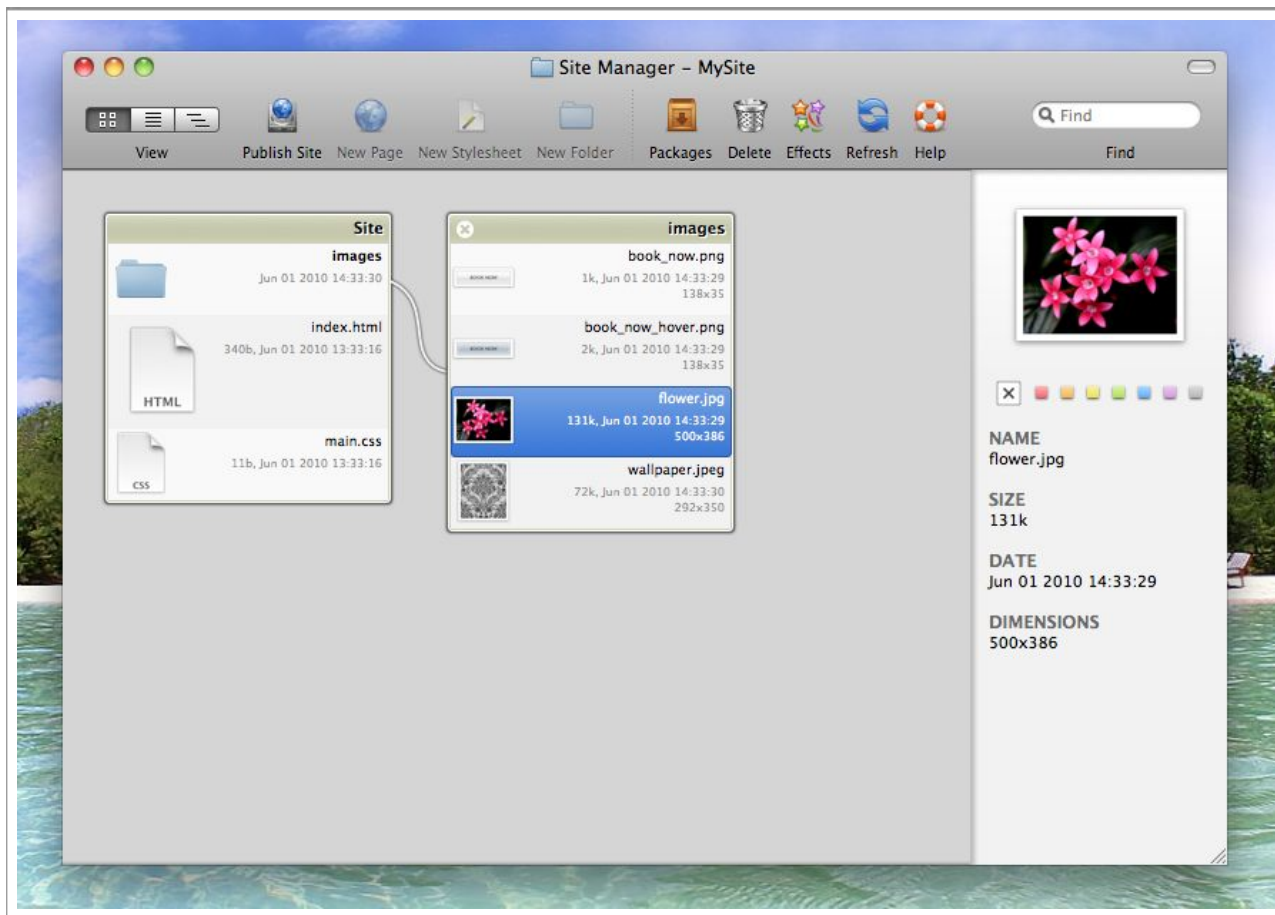 Site Manager – MySite
Find
View
Publish Site
New Page
New Stylesheet
New Folder
Packages
Delete
Effects
Refresh
Help
Find
Site
images
Jun 01 2010 14:33:30
index.html
340b, Jun 01 2010 13:33:16
HTML
main.css
11b, Jun 01 2010 13:33:16
CSS
images
book_now.png
1k, Jun 01 2010 14:33:29
138x35
BOOK NOW
book_now_hover.png
2k, Jun 01 2010 14:33:29
138x35
BOOK NOW
flower.jpg
131k, Jun 01 2010 14:33:29
500x386
wallpaper.jpeg
72k, Jun 01 2010 14:33:30
292x350
NAME
flower.jpg
SIZE
131k
DATE
Jun 01 2010 14:33:29
DIMENSIONS
500x386